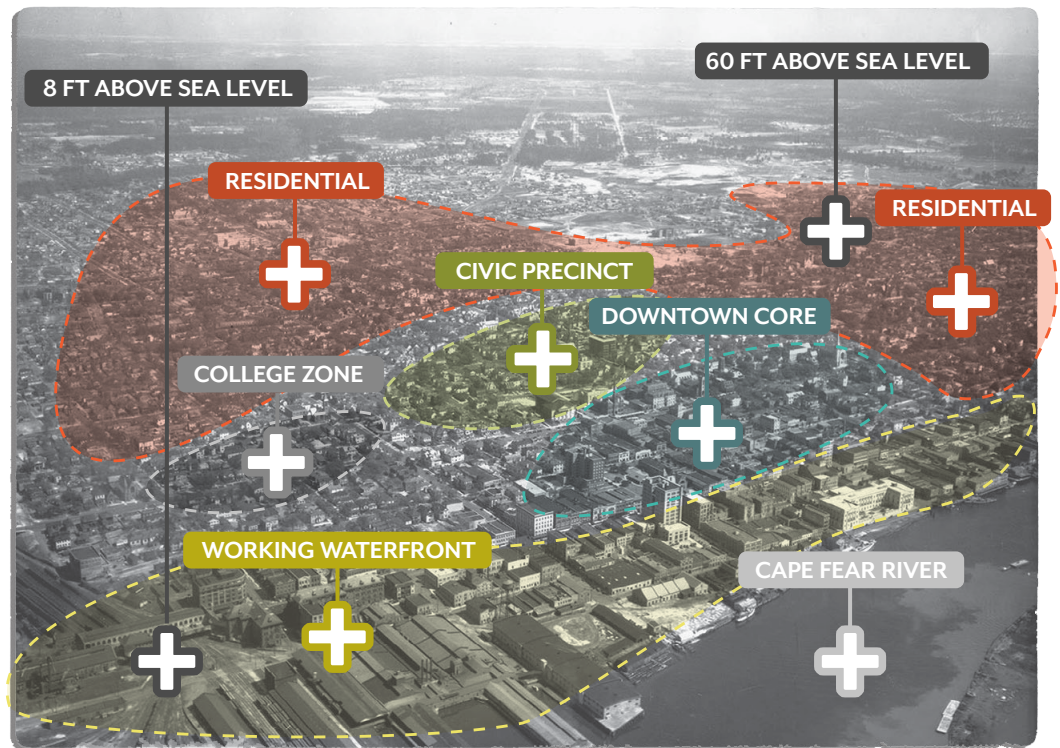 60 FT ABOVE SEA LEVEL
8 FT ABOVE SEA LEVEL
RESIDENTIAL
RESIDENTIAL
CIVIC PRECINCT
DOWNTOWN CORE
COLLEGE ZONE
WORKING WATERFRONT
CAPE FEAR RIVER